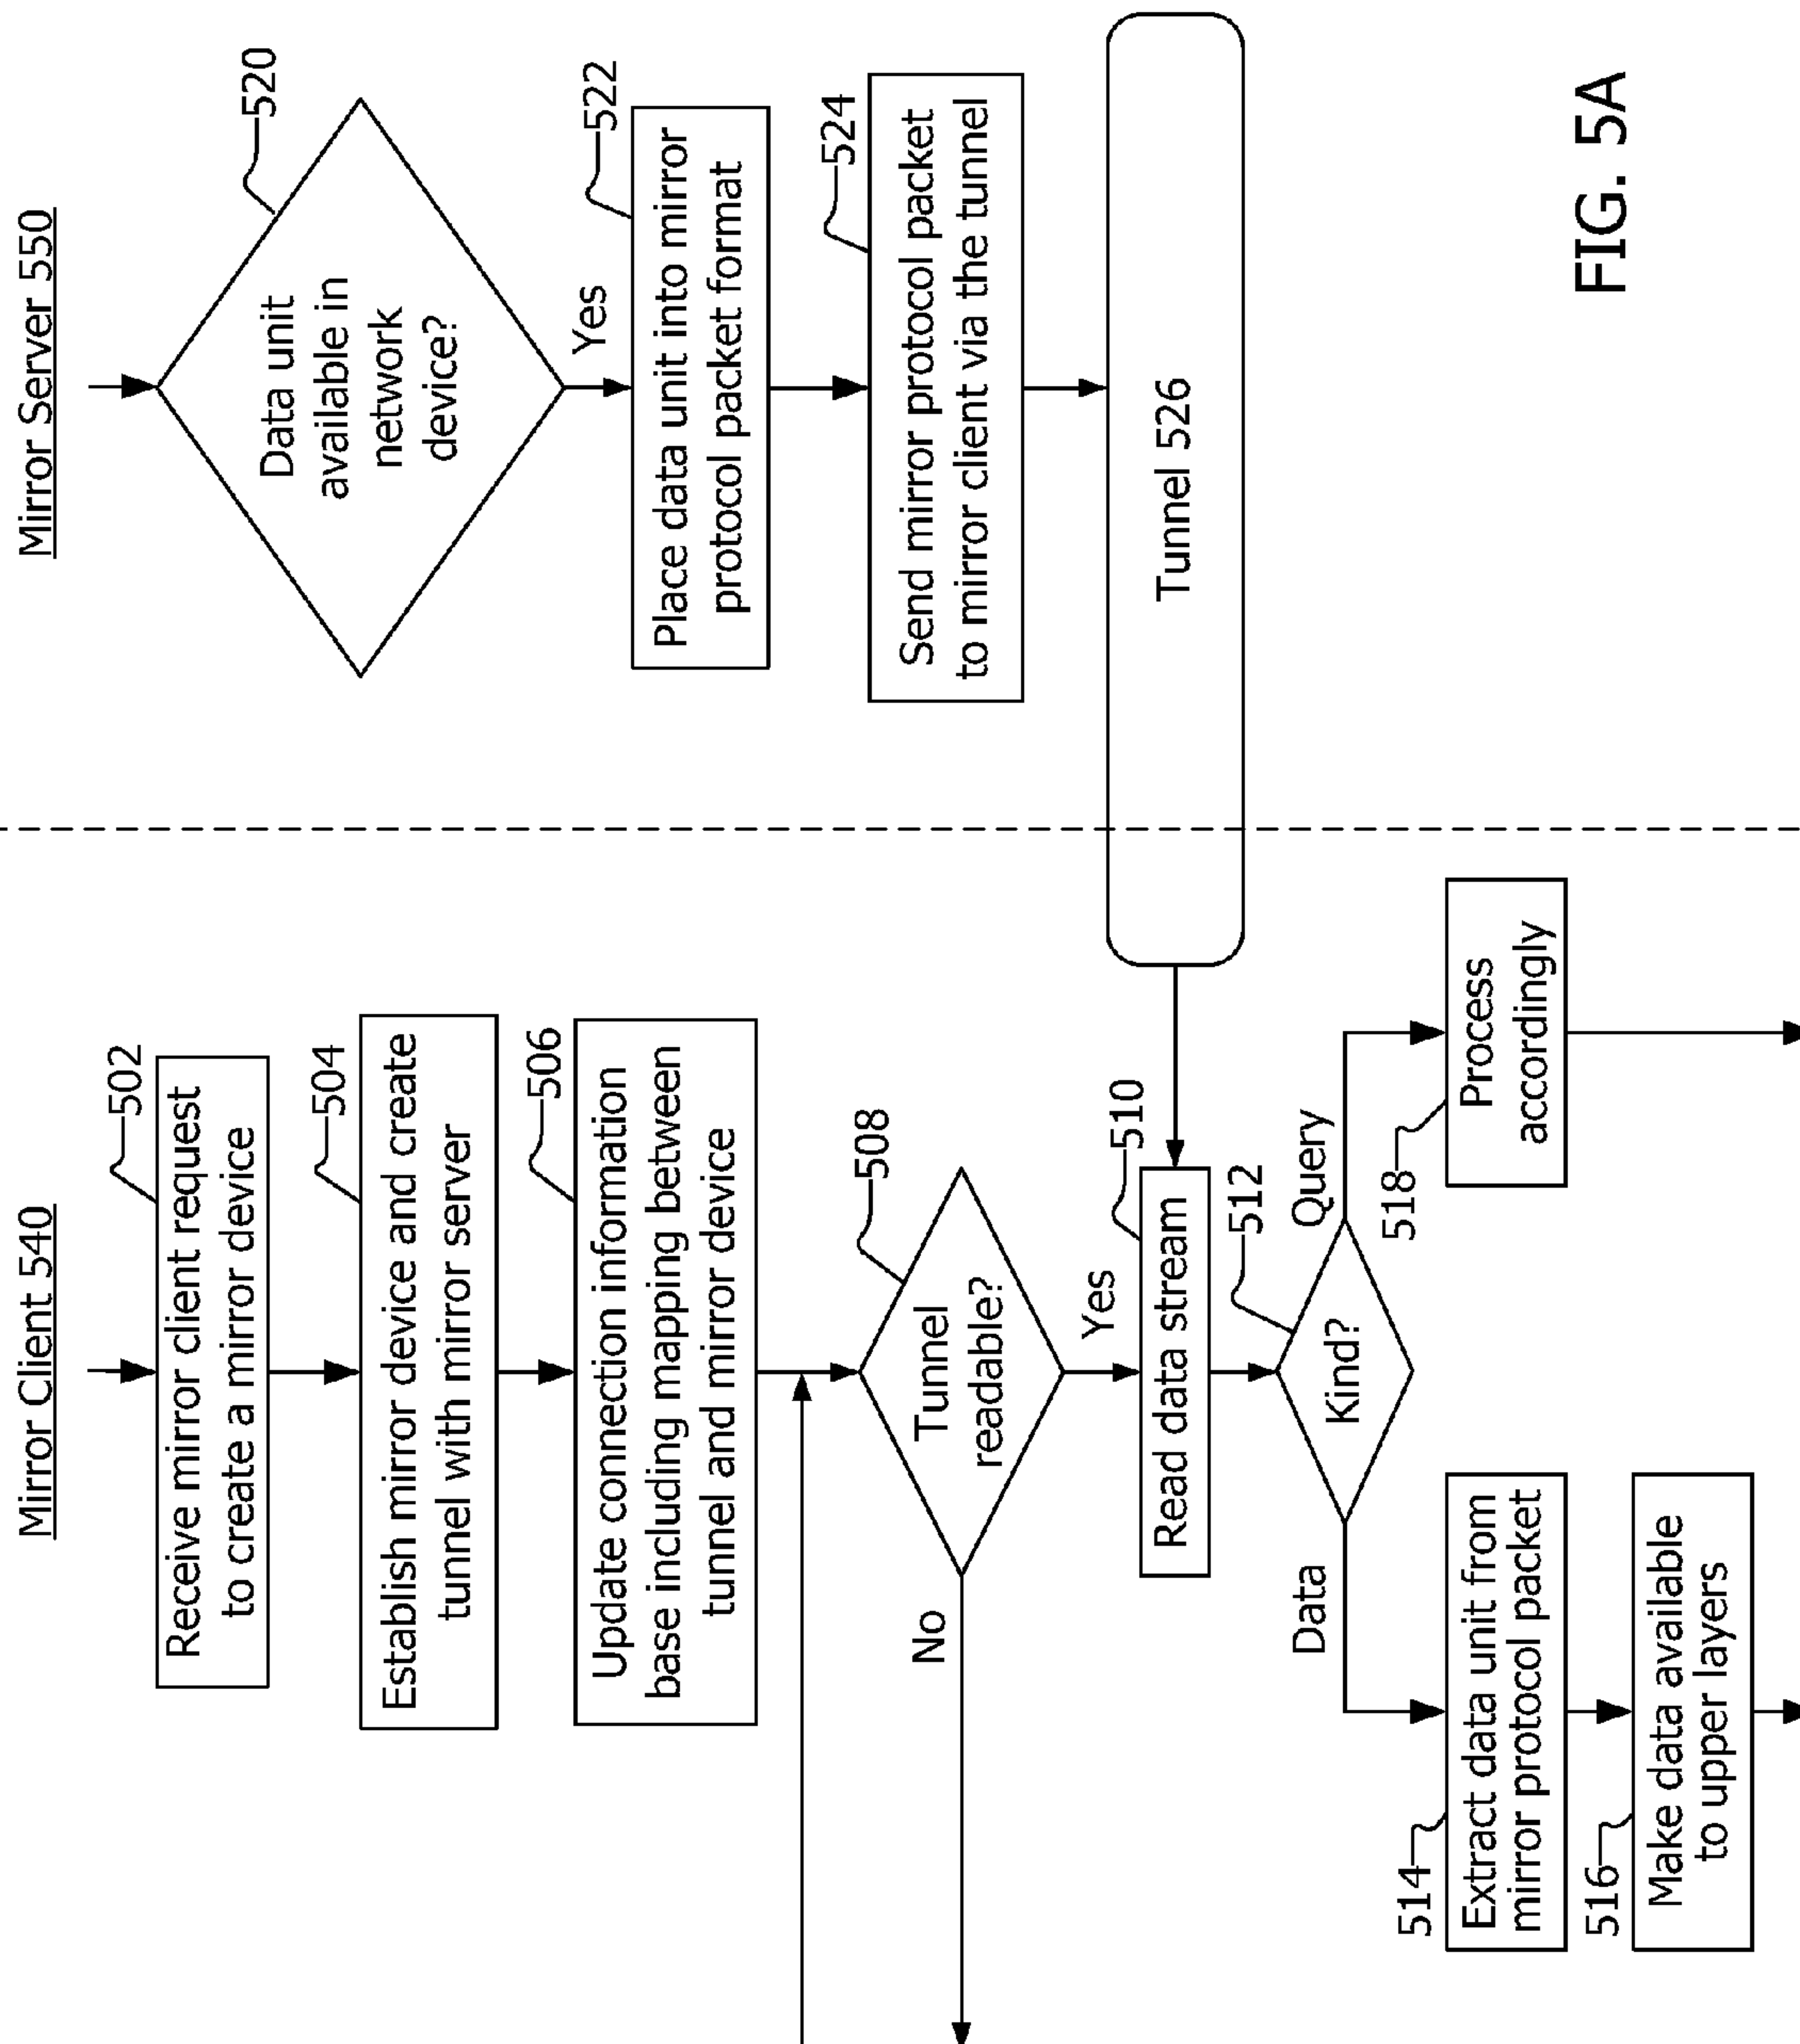 Mirror Client 540
502
Receive mirror client request
to create a mirror device
504
Establish mirror device and create
tunnel with mirror server
506
Update connection information
base including mapping between
tunnel and mirror device
508
Tunnel
readable?
No
Yes
510
Read data stream
512
Kind?
Data
Query
514
Extract data unit from
mirror protocol packet
516
Make data available
to upper layers
518
Process
accordingly
Mirror Server 550
520
Data unit
available in
network
device?
Yes
522
Place data unit into mirror
protocol packet format
524
Send mirror protocol packet
to mirror client via the tunnel
Tunnel 526
FIG. 5A